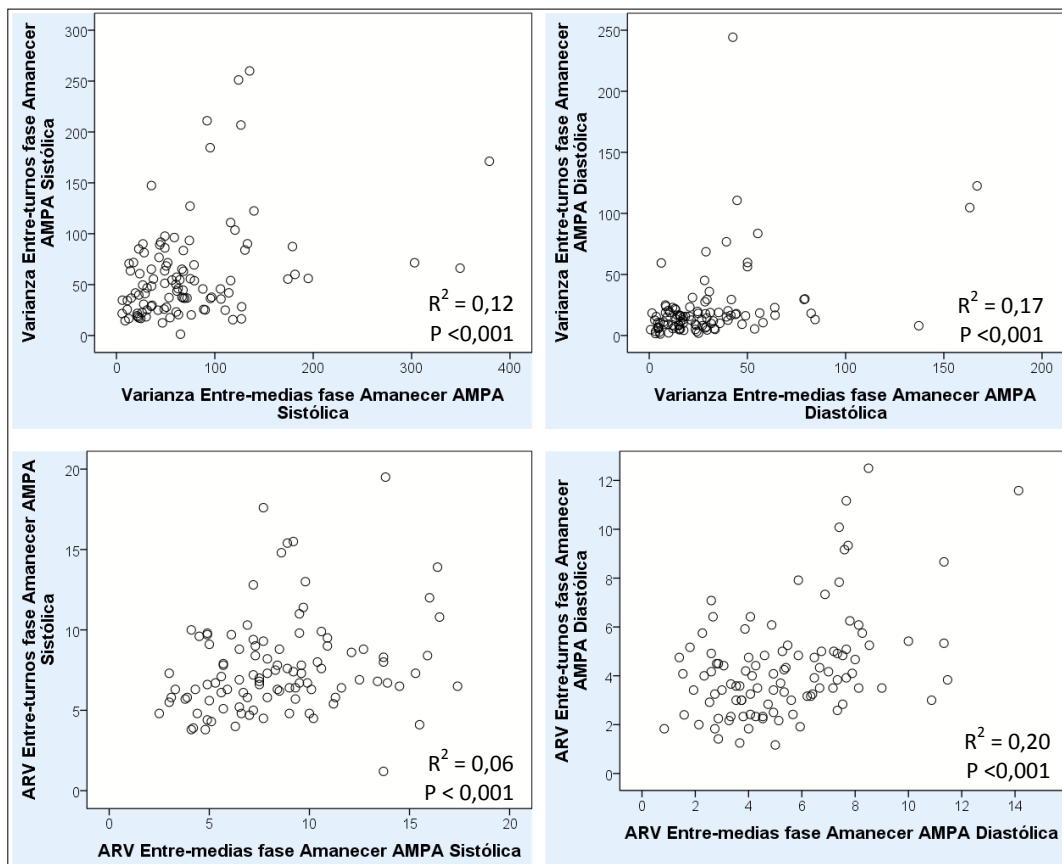 Varianza Entre-turnos fase Amanecer
AMPA Sistólica
300
250
200
150
100
50
0
R² = 0,12
P <0,001
0 100 200 300 400
Varianza Entre-medias fase Amanecer AMPA
Sistólica
Varianza Entre-turnos fase Amanecer
AMPA Diastólica
250
200
150
100
50
0
R² = 0,17
P <0,001
0 50 100 150 200
Varianza Entre-medias fase Amanecer AMPA
Diastólica
ARV Entre-turnos fase Amanecer AMPA
Sistólica
20
15
10
5
0
R² = 0,06
P < 0,001
0 5 10 15 20
ARV Entre-medias fase Amanecer AMPA Sistólica
ARV Entre-turnos fase Amanecer
AMPA Diastólica
12
10
8
6
4
2
0
R² = 0,20
P <0,001
0 2 4 6 8 10 12 14
ARV Entre-medias fase Amanecer AMPA Diastólica